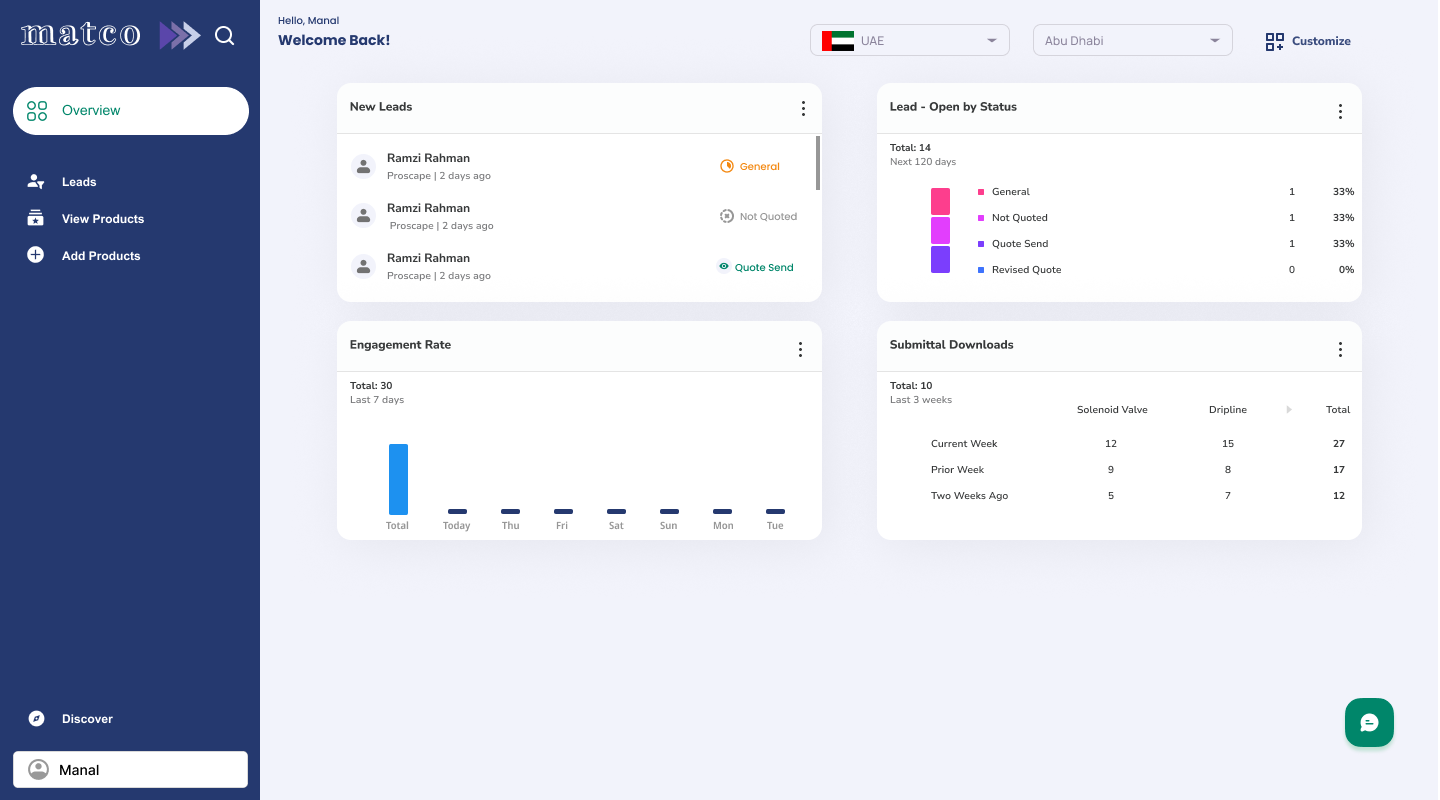 matco
Overview
Leads
View Products
Add Products
Discover
Manal
Hello, Manal
Welcome Back!
UAE
Abu Dhabi
Customize
New Leads
Ramzi Rahman
Proscape | 2 days ago
General
Ramzi Rahman
Proscape | 2 days ago
Not Quoted
Ramzi Rahman
Proscape | 2 days ago
Quote Send
Lead - Open by Status
Total: 14
Next 120 days
General 1 33%
Not Quoted 1 33%
Quote Send 1 33%
Revised Quote 0 0%
Engagement Rate
Total: 30
Last 7 days
Total Today Thu Fri Sat Sun Mon Tue
Submittal Downloads
Total: 10
Last 3 weeks
Solenoid Valve Dripline Total
Current Week 12 15 27
Prior Week 9 8 17
Two Weeks Ago 5 7 12